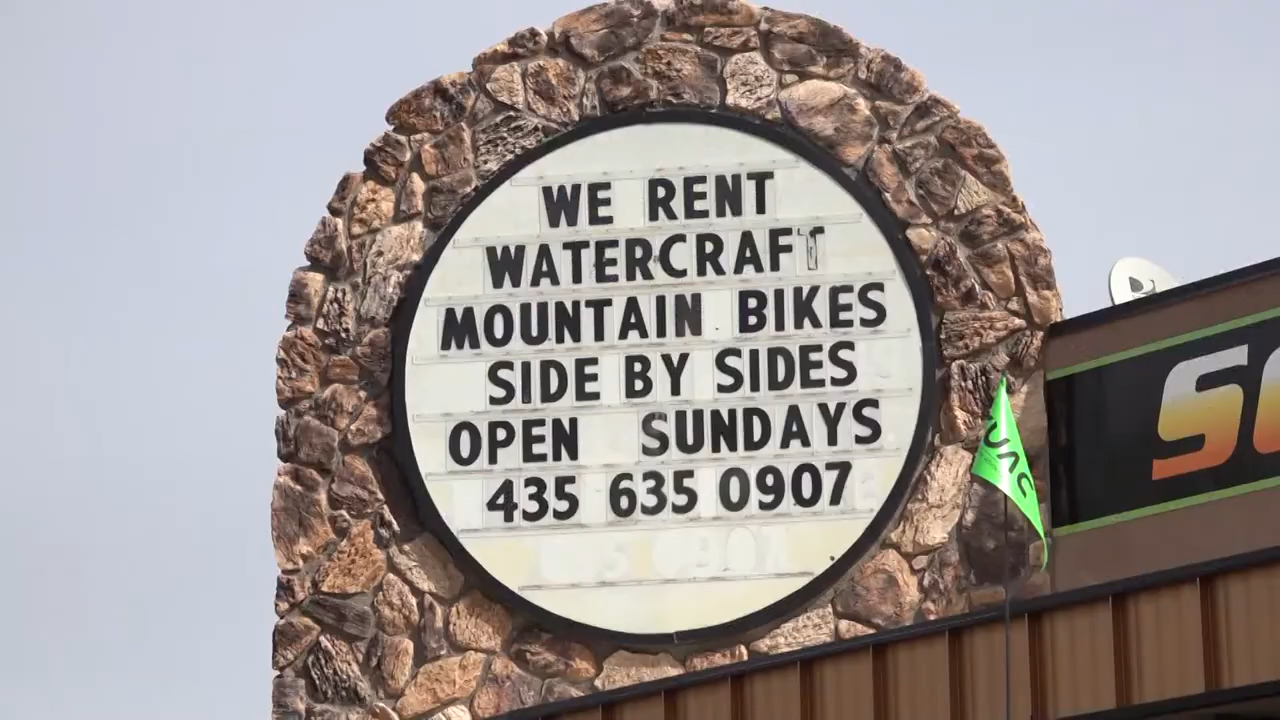 WE RENT
WATERCRAFT
MOUNTAIN BIKES
SIDE BY SIDES
OPEN SUNDAYS
435 635 0907